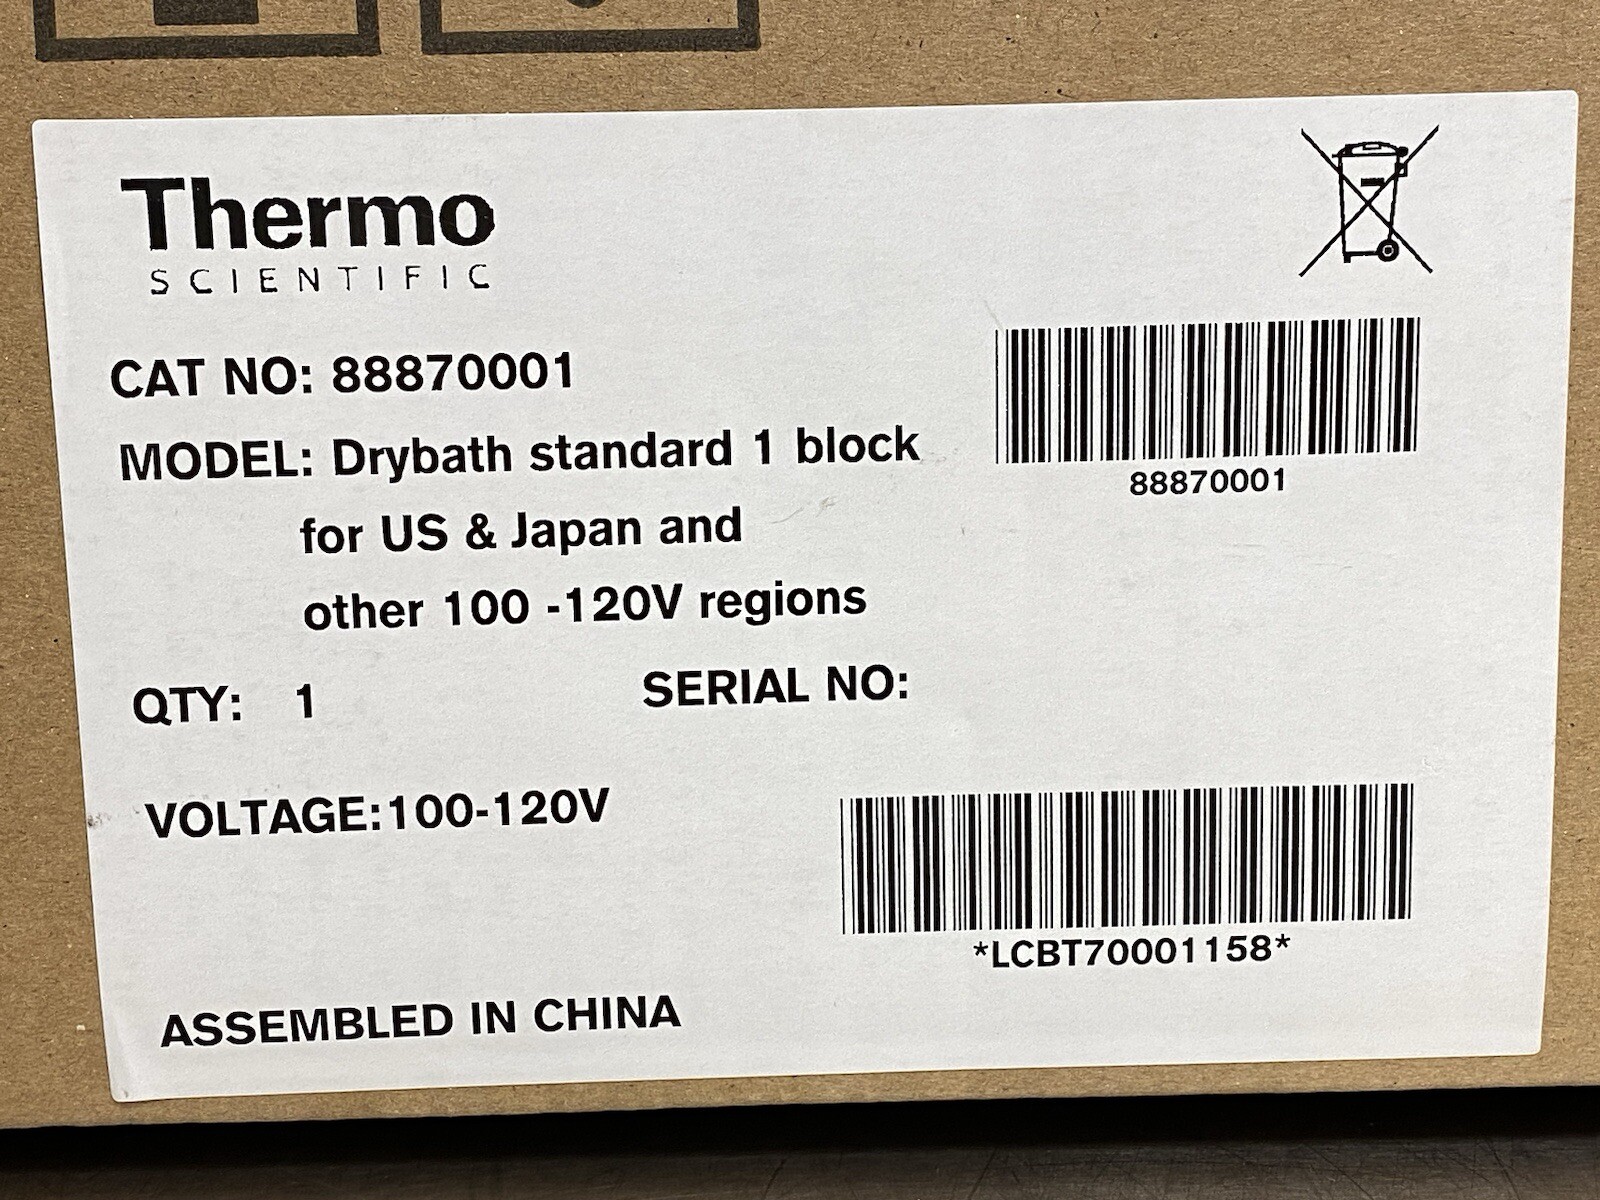 Thermo
SCIENTIFIC
CAT NO: 88870001
MODEL: Drybath standard 1 block
for US & Japan and
other 100 -120V regions
88870001
QTY: 1 SERIAL NO:
VOLTAGE:100-120V
*LCBT70001158*
ASSEMBLED IN CHINA